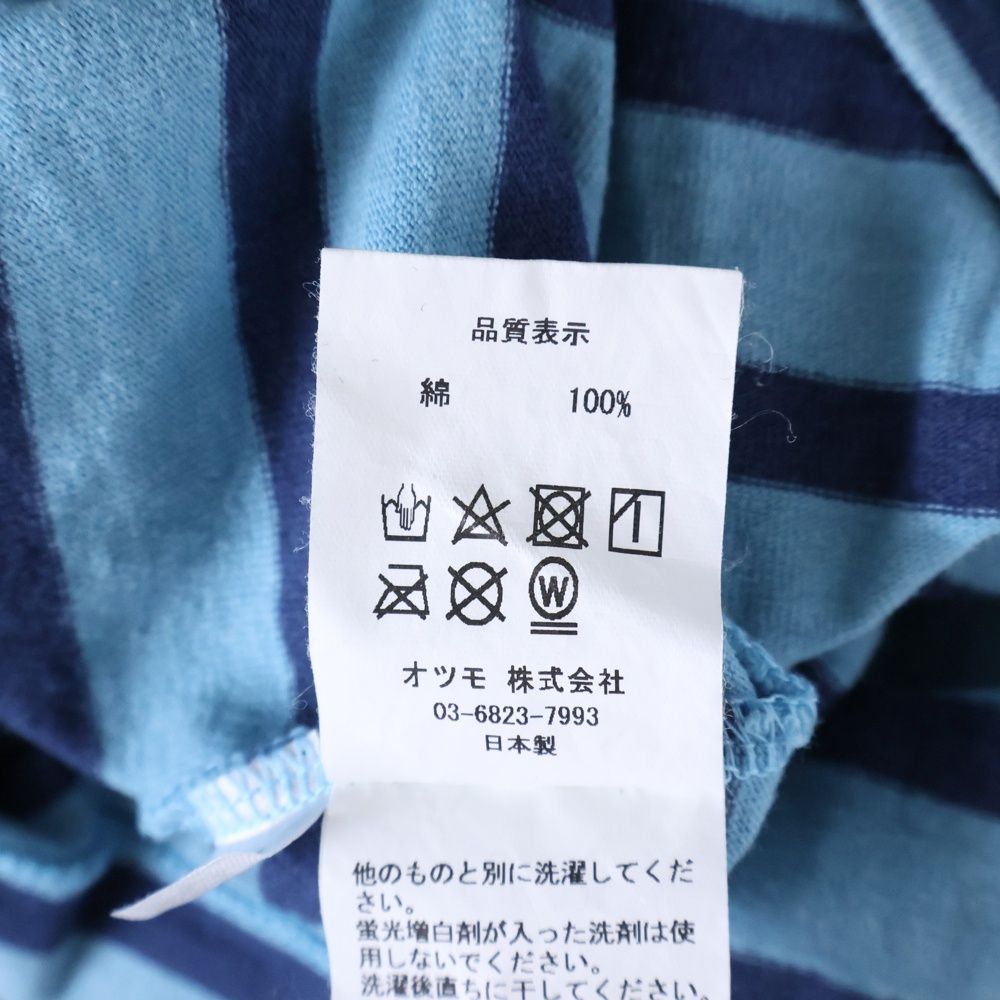 品質表示
綿 100%
W
オツモ 株式会社
03-6823-7993
日本製
他のものと別に洗濯してくだ
さい。
蛍光増白剤が入った洗剤は使
用しないでください。
洗濯後直ちに干してください。